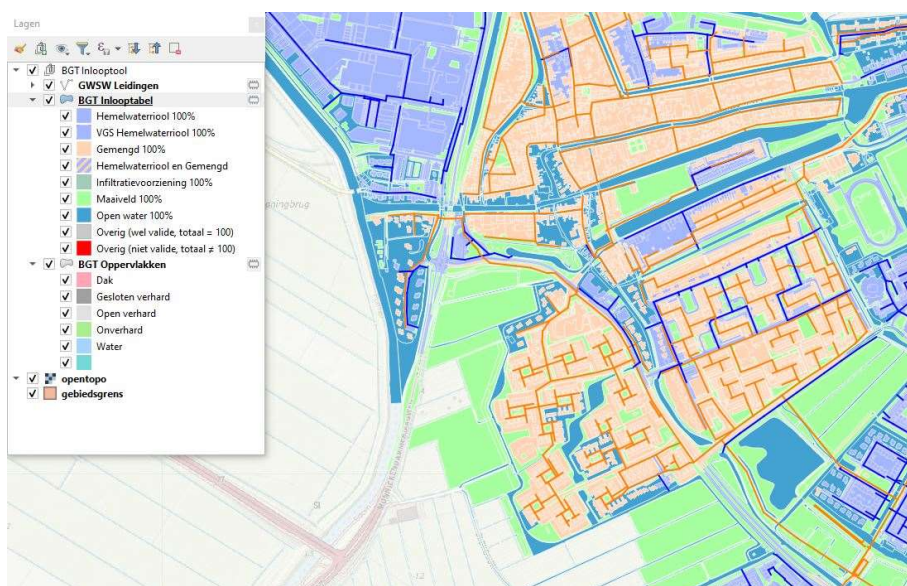 Lagen
BGT Inlooptool
GWSW Leidingen
BGT Inlooptabel
Hemelwaterriool 100%
VGS Hemelwaterriool 100%
Gemengd 100%
Hemelwaterriool en Gemengd
Infiltratievoorziening 100%
Maaiveld 100%
Open water 100%
Overig (wel valide, totaal = 100)
Overig (niet valide, totaal ≠ 100)
BGT Oppervlakken
Dak
Gesloten verhard
Open verhard
Onverhard
Water
opentopo
gebiedsgrens